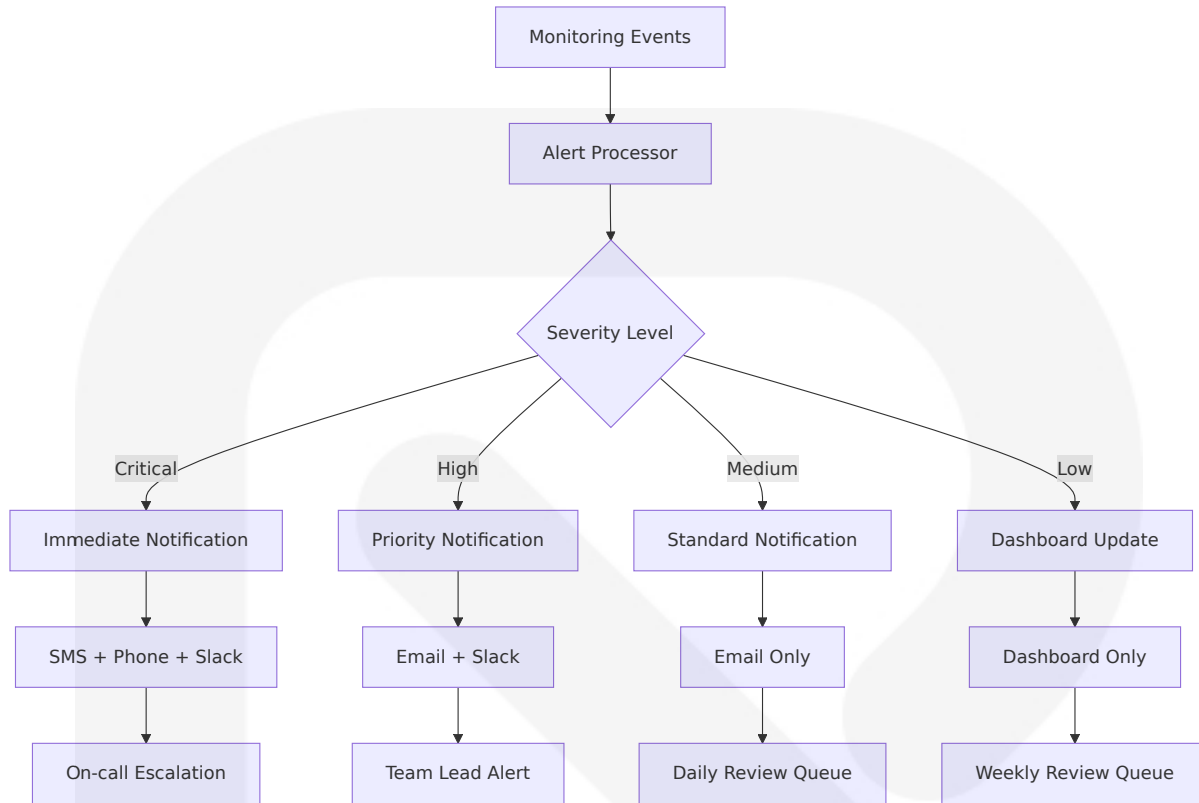 Monitoring Events
Alert Processor
Severity Level
Critical
High
Medium
Low
Immediate Notification
Priority Notification
Standard Notification
Dashboard Update
SMS + Phone + Slack
Email + Slack
Email Only
Dashboard Only
On-call Escalation
Team Lead Alert
Daily Review Queue
Weekly Review Queue